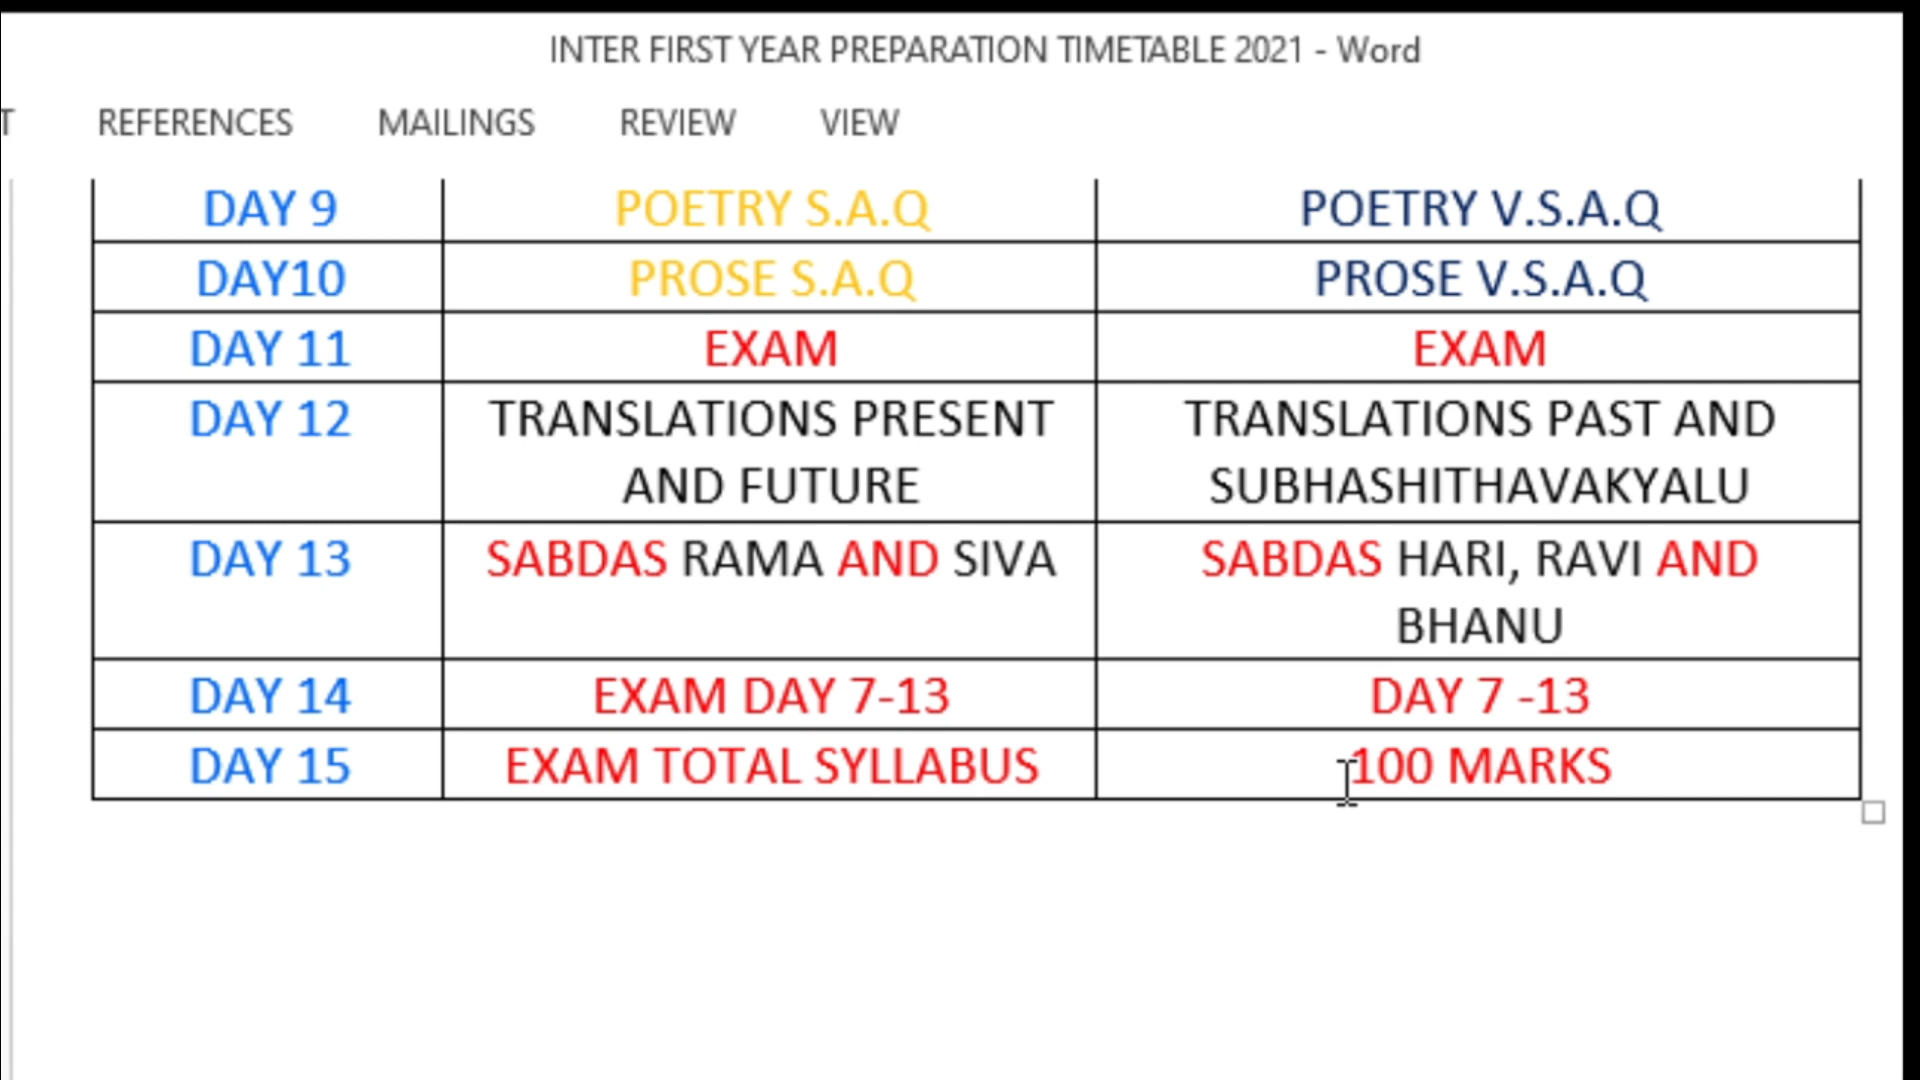 INTER FIRST YEAR PREPARATION TIMETABLE 2021 - Word
T REFERENCES MAILINGS REVIEW VIEW
DAY 9 POETRY S.A.Q POETRY V.S.A.Q
DAY10 PROSE S.A.Q PROSE V.S.A.Q
DAY 11 EXAM EXAM
DAY 12 TRANSLATIONS PRESENT TRANSLATIONS PAST AND
AND FUTURE SUBHASHITHAVAKYALU
DAY 13 SABDAS RAMA AND SIVA SABDAS HARI, RAVI AND
BHANU
DAY 14 EXAM DAY 7-13 DAY 7 -13
DAY 15 EXAM TOTAL SYLLABUS 100 MARKS